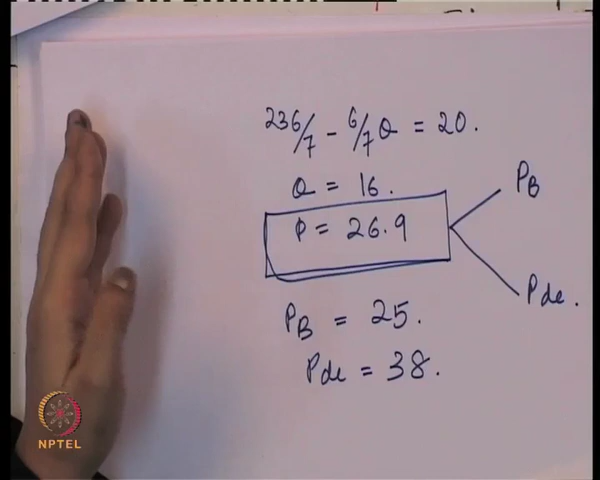 236/7 - 6/7 Q = 20.
Q = 16.
P = 26.9
PB
Pde.
PB = 25.
Pde = 38.
NPTEL